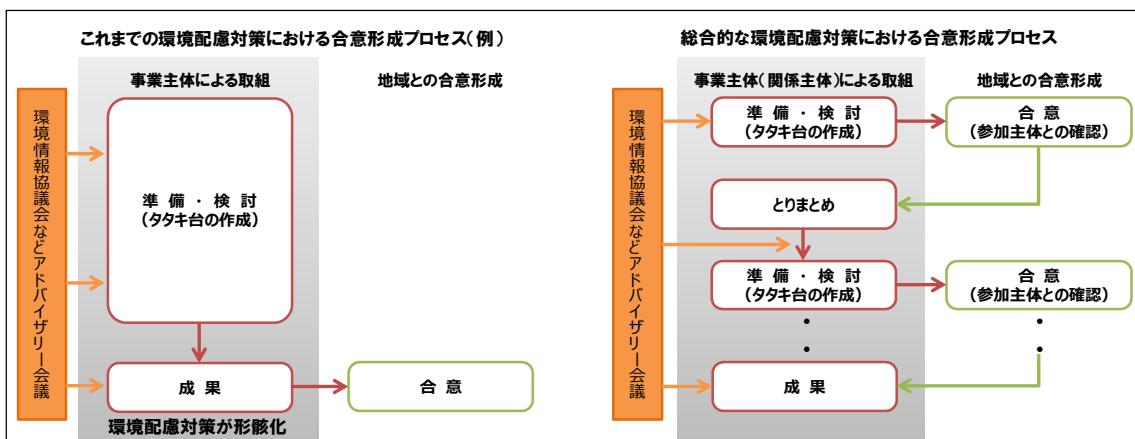 これまでの環境配慮対策における合意形成プロセス(例)
事業主体による取組
地域との合意形成
環境情報協議会などアドバイザリー会議
準 備 ・ 検 討
(タタキ台の作成)
成 果
合 意
環境配慮対策が形骸化
総合的な環境配慮対策における合意形成プロセス
事業主体(関係主体)による取組
地域との合意形成
環境情報協議会などアドバイザリー会議
準 備 ・ 検 討
(タタキ台の作成)
合 意
(参加主体との確認)
とりまとめ
準 備 ・ 検 討
(タタキ台の作成)
合 意
(参加主体との確認)
成 果